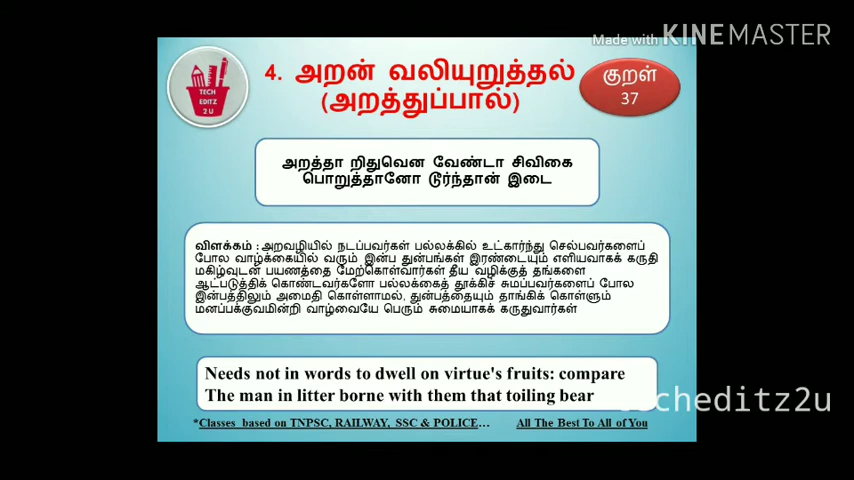 Made with KINEMASTER
TECH
EDITZ
2 U
4. அறன் வலியுறுத்தல்
(அறத்துப்பால்)
குறள்
37
அறத்தா றிதுவென வேண்டா சிவிகை
பொறுத்தானோ டூர்ந்தான் இடை
விளக்கம் : அறவழியில் நடப்பவர்கள் பல்லக்கில் உட்கார்ந்து செல்பவர்களைப்
போல வாழ்க்கையில் வரும் இன்ப துன்பங்கள் இரண்டையும் எளியவாகக் கருதி
மகிழ்வுடன் பயணத்தை மேற்கொள்வார்கள் தீய வழிக்குத் தங்களை
ஆட்படுத்திக் கொண்டவர்களோ பல்லக்கைத் தூக்கிச் சுமப்பவர்களைப் போல
இன்பத்திலும் அமைதி கொள்ளாமல், துன்பத்தையும் தாங்கிக் கொள்ளும்
மனப்பக்குவமின்றி வாழ்வையே பெரும் சுமையாகக் கருதுவார்கள்
Needs not in words to dwell on virtue's fruits: compare
The man in litter borne with them that toiling bear
techeditz2u
*Classes based on TNPSC, RAILWAY, SSC & POLICE… All The Best To All of You